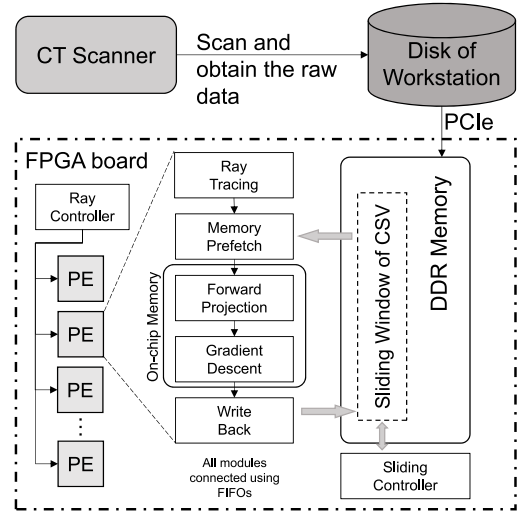 CT Scanner
Scan and
obtain the raw
data
Disk of
Workstation
PCIe
FPGA board
Ray
Controller
PE
PE
PE
PE
Ray
Tracing
Memory
Prefetch
On-chip Memory
Forward
Projection
Gradient
Descent
Write
Back
All modules
connected using
FIFOs
Sliding Window of CSV
DDR Memory
Sliding
Controller